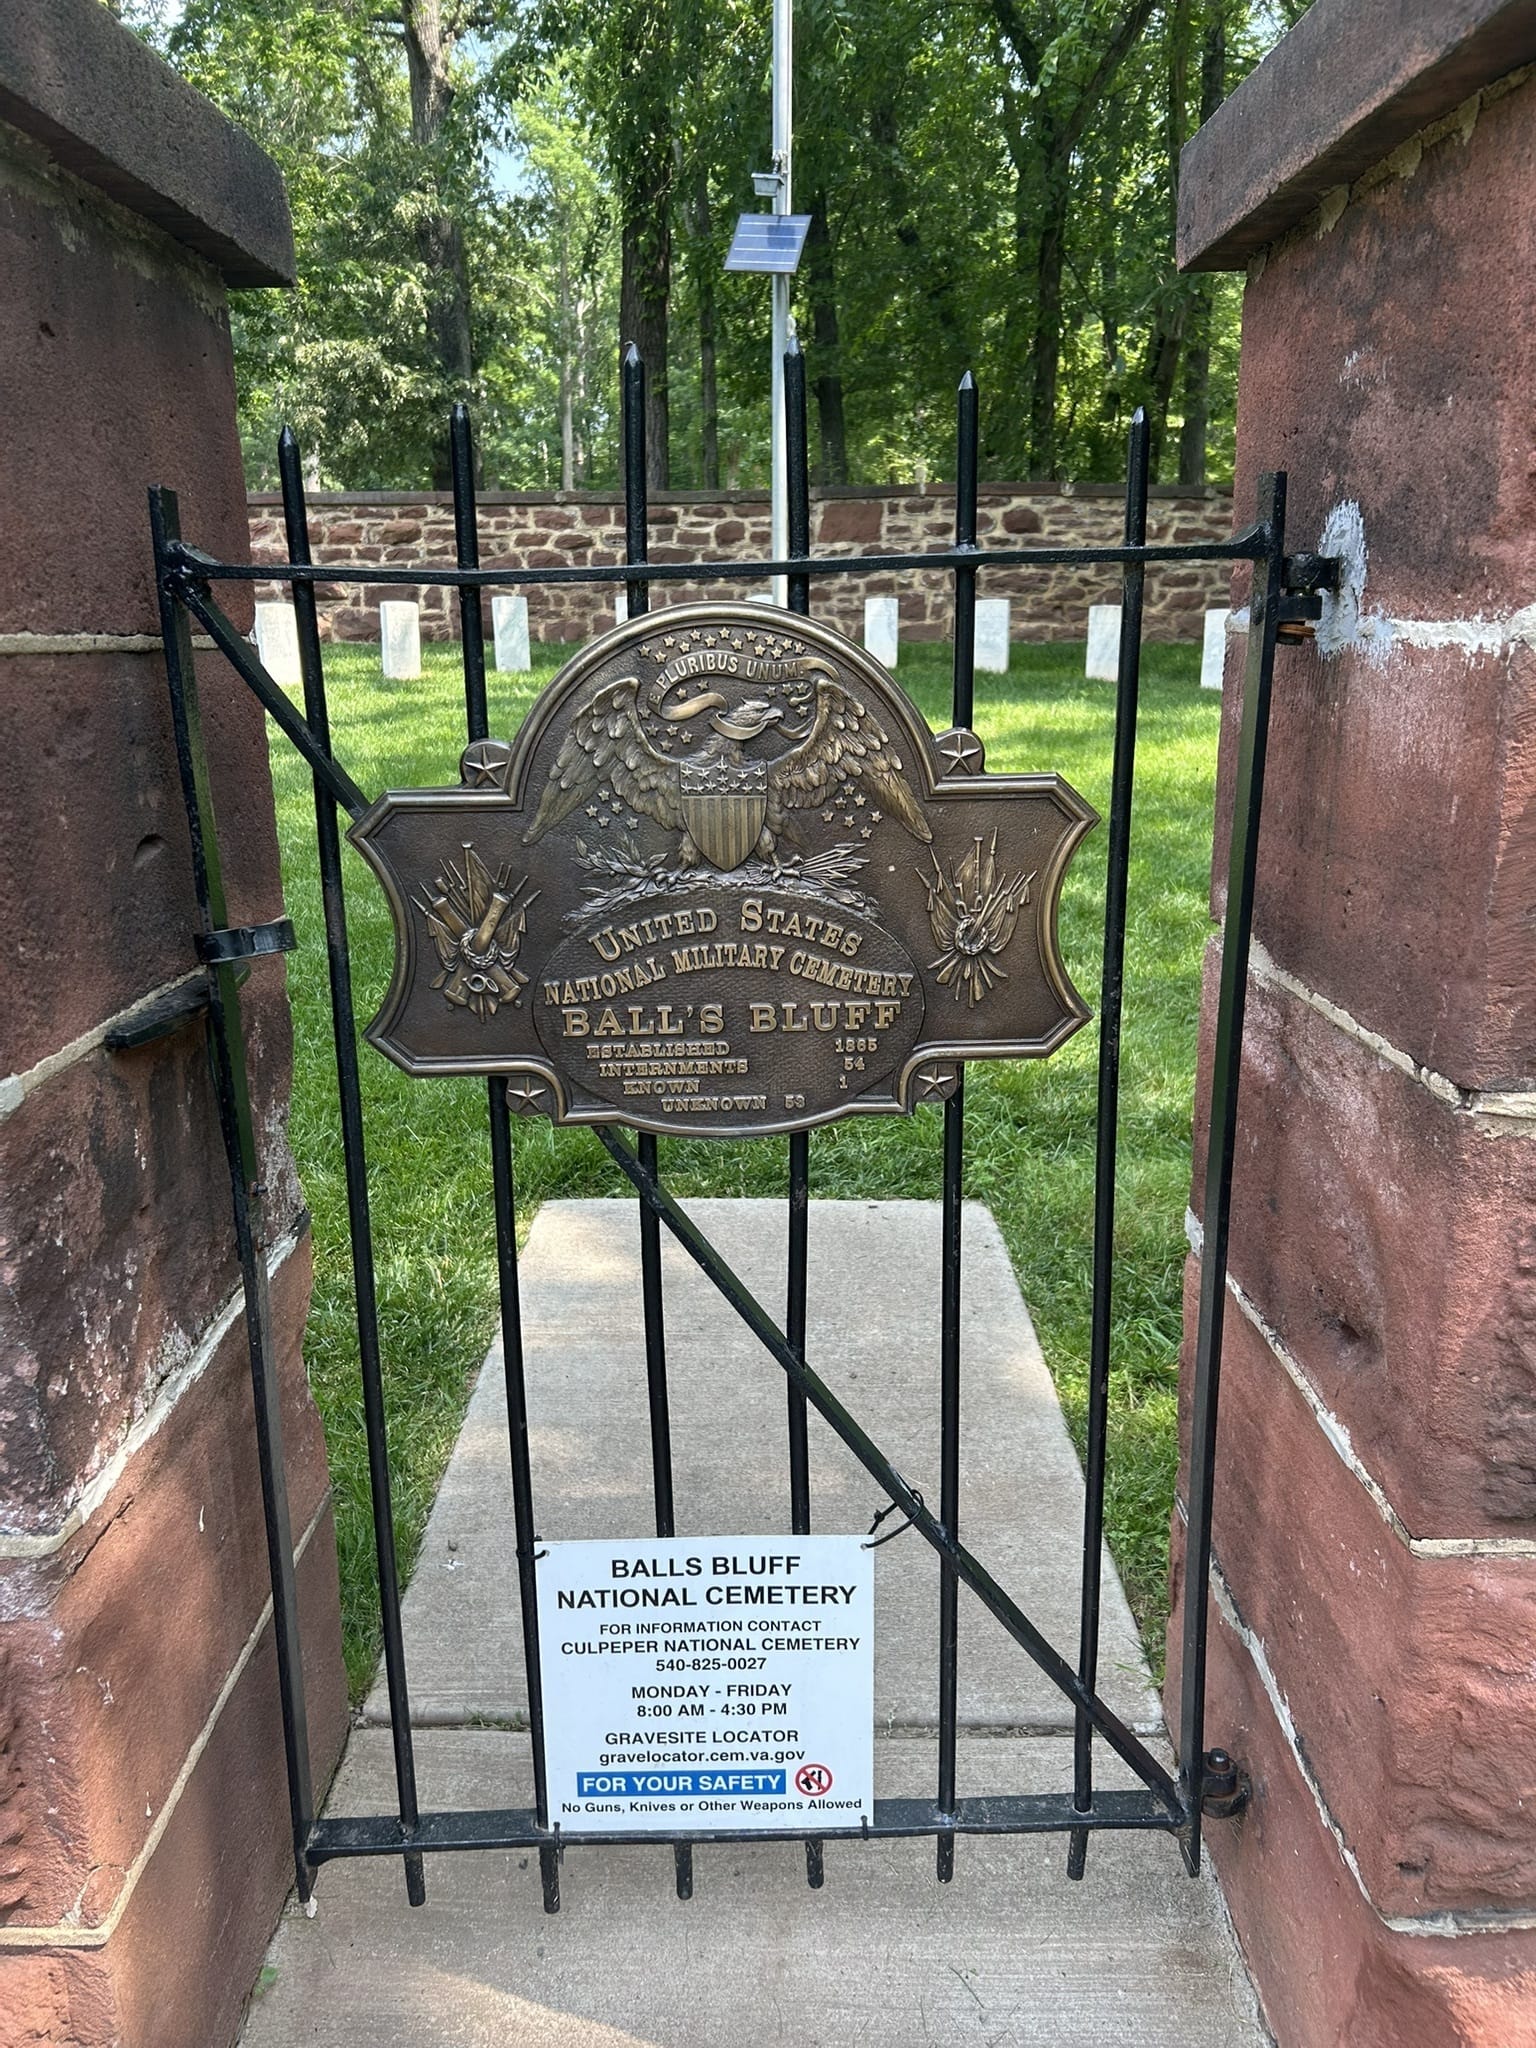 E PLURIBUS UNUM
UNITED STATES
NATIONAL MILITARY CEMETERY
BALL'S BLUFF
ESTABLISHED 1865
INTERNMENTS 54
KNOWN 1
UNKNOWN 53
BALLS BLUFF
NATIONAL CEMETERY
FOR INFORMATION CONTACT
CULPEPER NATIONAL CEMETERY
540-825-0027
MONDAY - FRIDAY
8:00 AM - 4:30 PM
GRAVESITE LOCATOR
gravelocator.cem.va.gov
FOR YOUR SAFETY
No Guns, Knives or Other Weapons Allowed